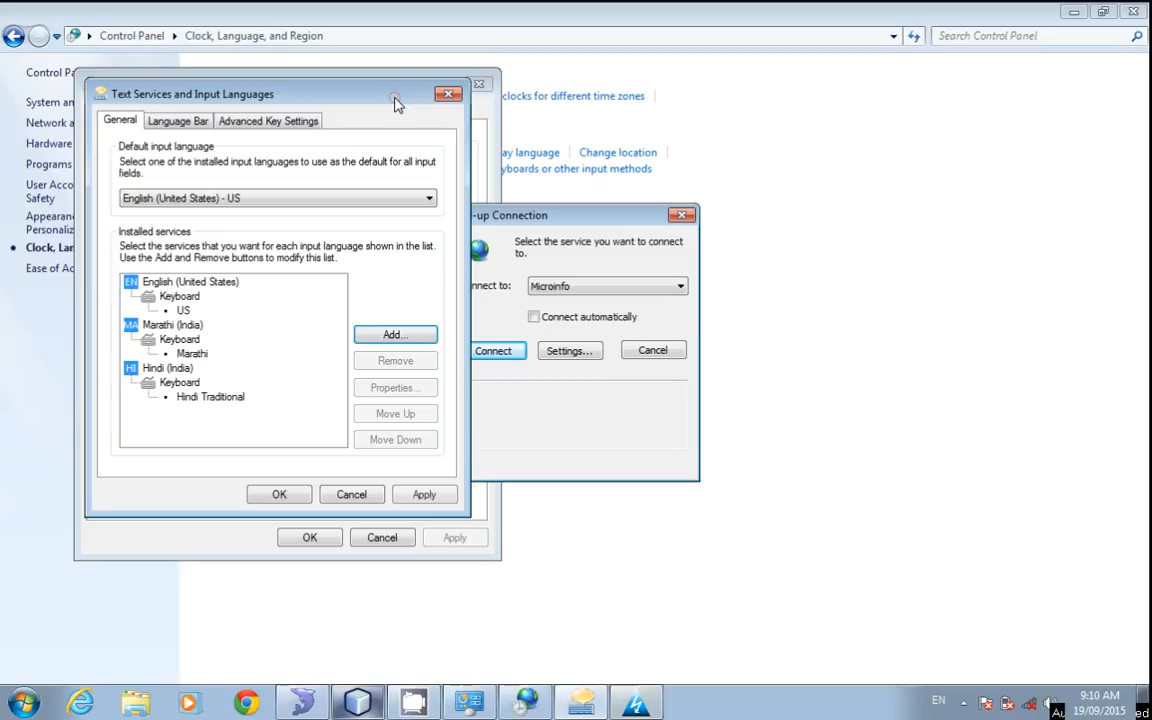 Control Panel Clock, Language, and Region
Search Control Panel
Control Pa
System an
Network a
Hardware
Programs
User Acco
Safety
Appearan
Personaliz
Clock, Lan
Ease of Ac
clocks for different time zones
ay language Change location
yboards or other input methods
Text Services and Input Languages
General Language Bar Advanced Key Settings
Default input language
Select one of the installed input languages to use as the default for all input
fields.
English (United States) - US
Installed services
Select the services that you want for each input language shown in the list.
Use the Add and Remove buttons to modify this list.
EN English (United States)
Keyboard
US
MA Marathi (India)
Keyboard
Marathi
HI Hindi (India)
Keyboard
Hindi Traditional
Add...
Remove
Properties...
Move Up
Move Down
OK Cancel Apply
OK Cancel Apply
-up Connection
Select the service you want to connect
to.
nnect to: Microinfo
Connect automatically
Connect Settings... Cancel
EN
9:10 AM
19/09/2015